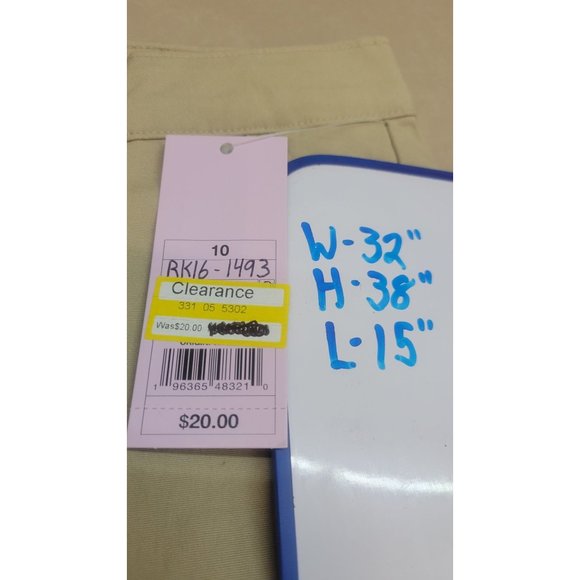 10
RK16-1493
Clearance
331 05 5302
Was$20.00
1 96365 48321 0
$20.00
W-32"
H-38"
L-15"